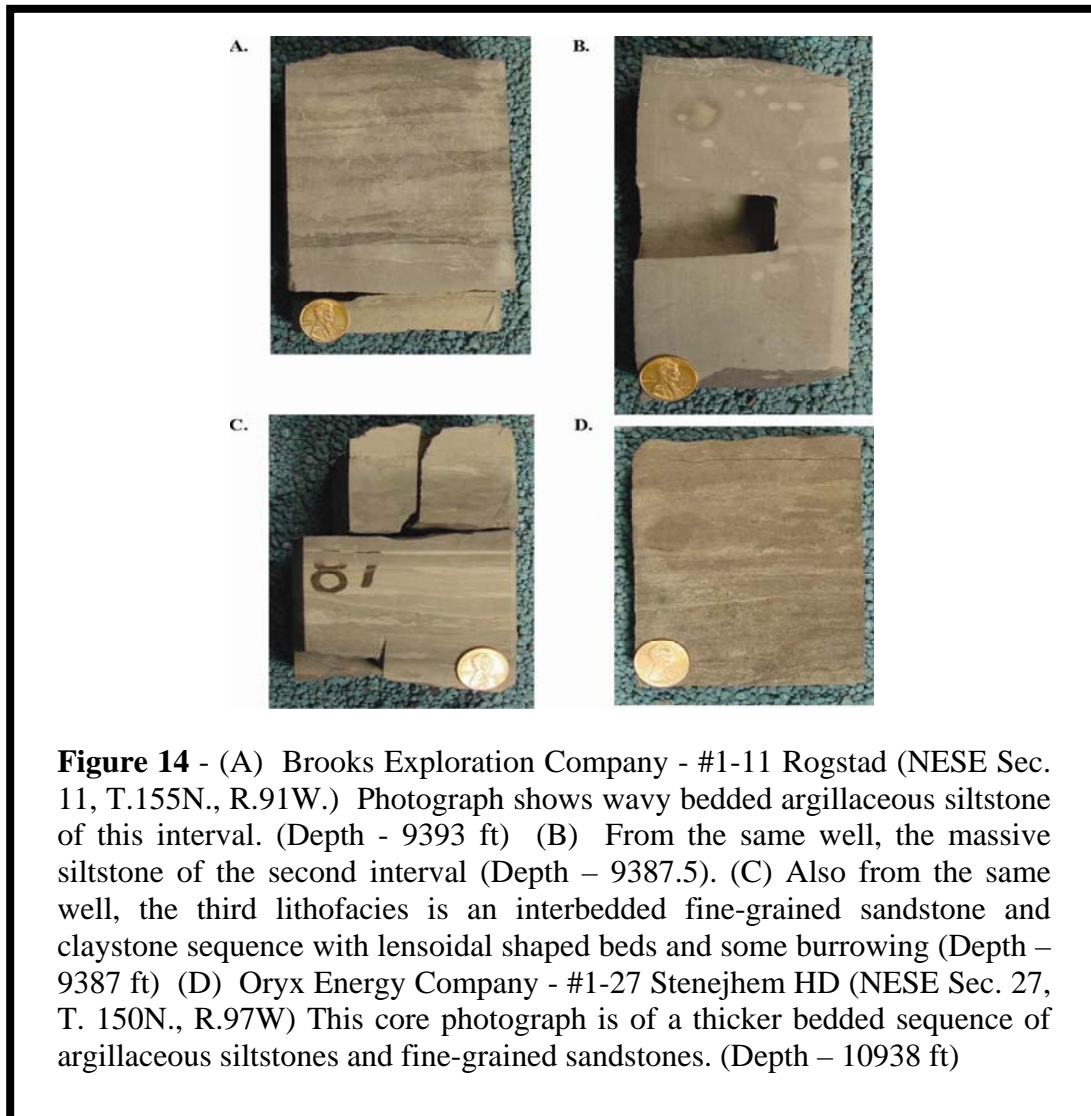 A.
B.
87
C.
D.
Figure 14 - (A) Brooks Exploration Company - #1-11 Rogstad (NESE Sec.
11, T.155N., R.91W.) Photograph shows wavy bedded argillaceous siltstone
of this interval. (Depth - 9393 ft) (B) From the same well, the massive
siltstone of the second interval (Depth – 9387.5). (C) Also from the same
well, the third lithofacies is an interbedded fine-grained sandstone and
claystone sequence with lensoidal shaped beds and some burrowing (Depth –
9387 ft) (D) Oryx Energy Company - #1-27 Stenejhem HD (NESE Sec. 27,
T. 150N., R.97W) This core photograph is of a thicker bedded sequence of
argillaceous siltstones and fine-grained sandstones. (Depth – 10938 ft)